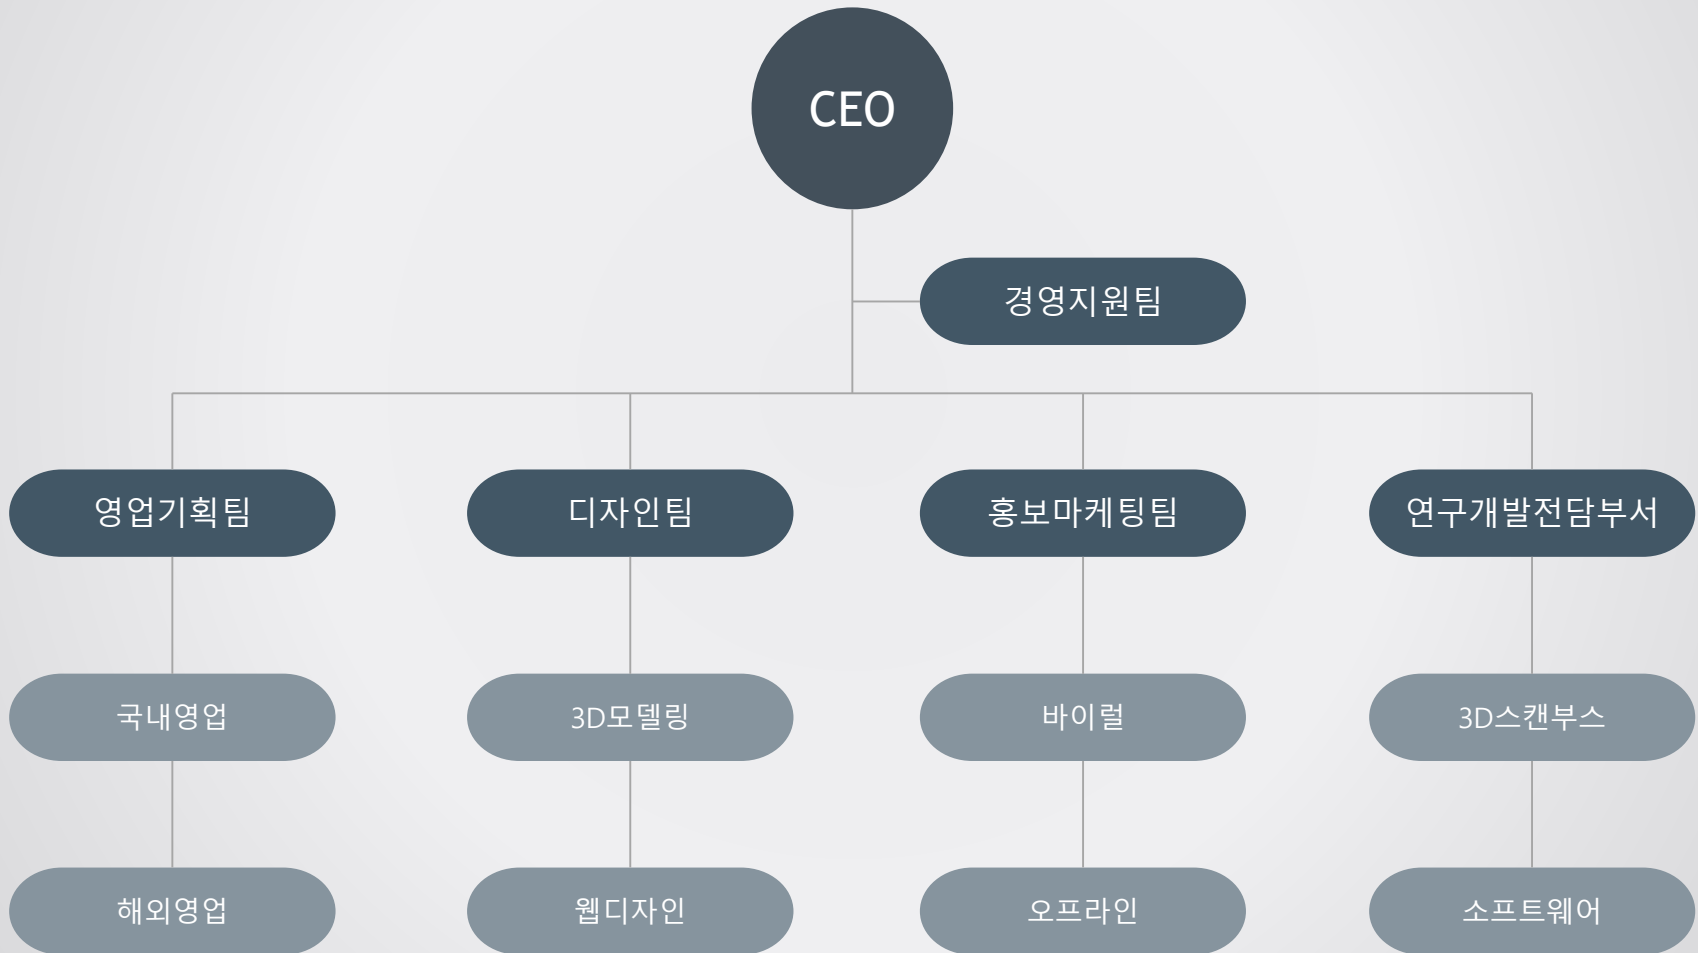 CEO
경영지원팀
영업기획팀
디자인팀
홍보마케팅팀
연구개발전담부서
국내영업
3D모델링
바이럴
3D스캔부스
해외영업
웹디자인
오프라인
소프트웨어